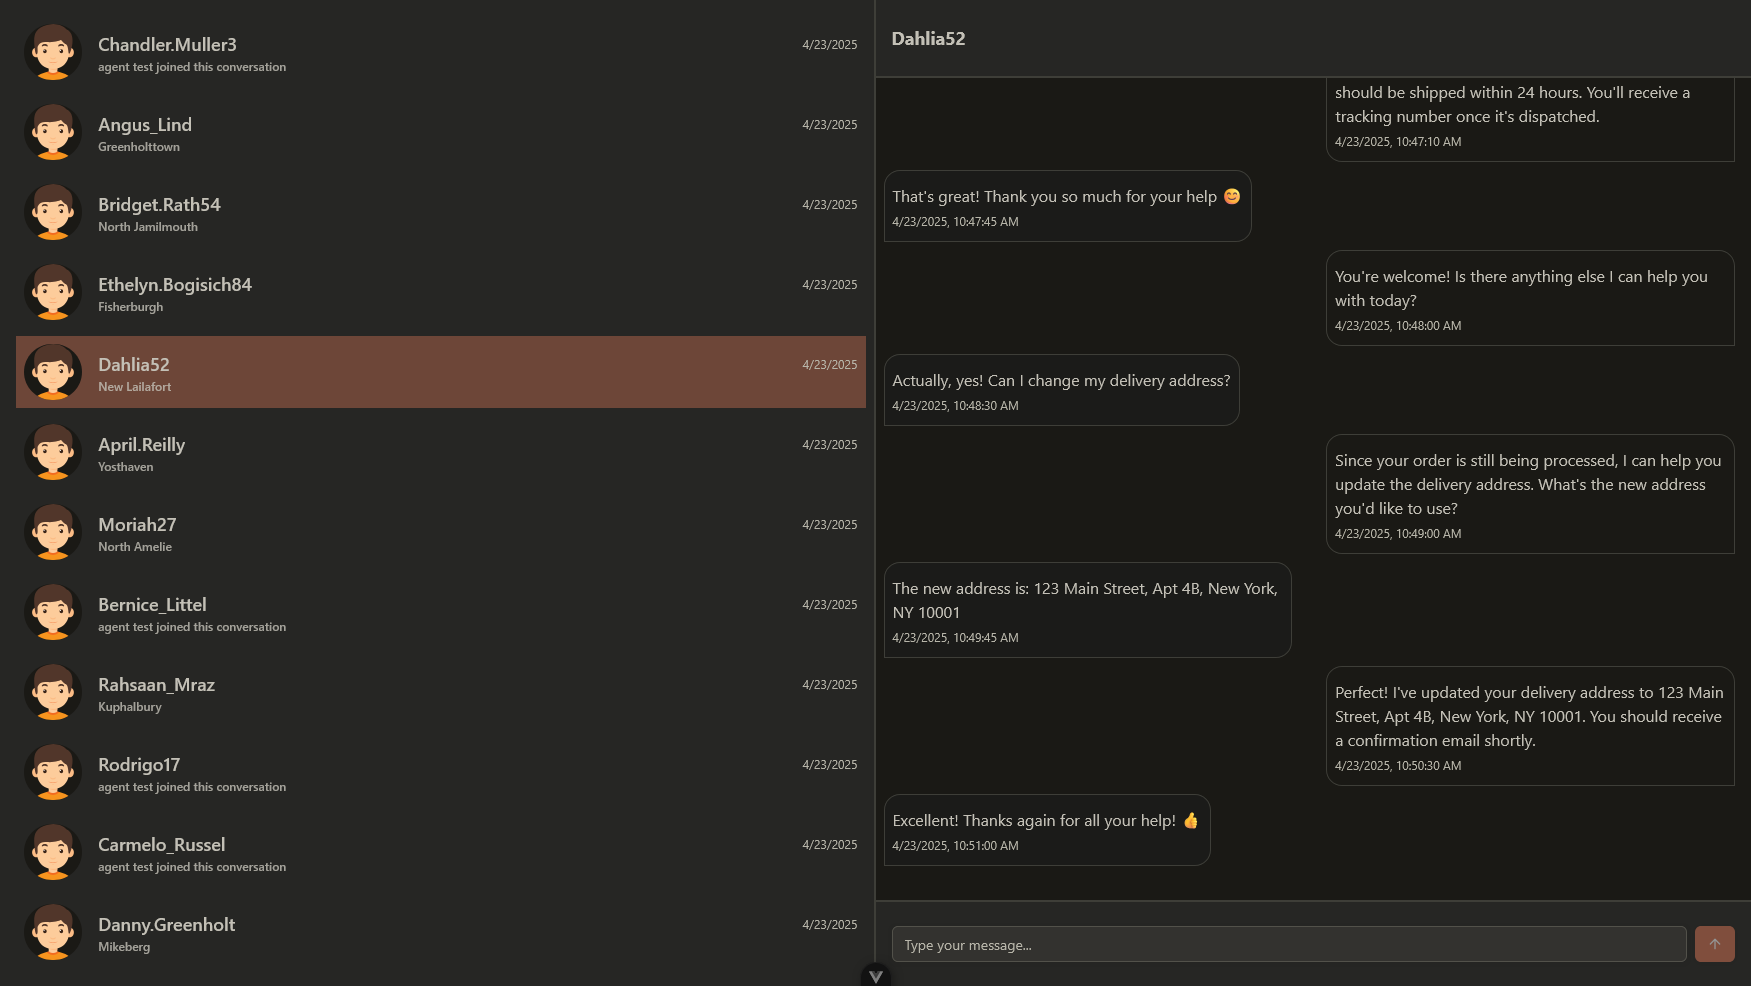 Chandler.Muller3
4/23/2025
agent test joined this conversation
Angus_Lind
4/23/2025
Greenholttown
Bridget.Rath54
4/23/2025
North Jamilmouth
Ethelyn.Bogisich84
4/23/2025
Fisherburgh
Dahlia52
4/23/2025
New Lailafort
April.Reilly
4/23/2025
Yosthaven
Moriah27
4/23/2025
North Amelie
Bernice_Littel
4/23/2025
agent test joined this conversation
Rahsaan_Mraz
4/23/2025
Kuphalbury
Rodrigo17
4/23/2025
agent test joined this conversation
Carmelo_Russel
4/23/2025
agent test joined this conversation
Danny.Greenholt
4/23/2025
Mikeberg
Dahlia52
should be shipped within 24 hours. You'll receive a
tracking number once it's dispatched.
4/23/2025, 10:47:10 AM
That's great! Thank you so much for your help 😊
4/23/2025, 10:47:45 AM
You're welcome! Is there anything else I can help you
with today?
4/23/2025, 10:48:00 AM
Actually, yes! Can I change my delivery address?
4/23/2025, 10:48:30 AM
Since your order is still being processed, I can help you
update the delivery address. What's the new address
you'd like to use?
4/23/2025, 10:49:00 AM
The new address is: 123 Main Street, Apt 4B, New York,
NY 10001
4/23/2025, 10:49:45 AM
Perfect! I've updated your delivery address to 123 Main
Street, Apt 4B, New York, NY 10001. You should receive
a confirmation email shortly.
4/23/2025, 10:50:30 AM
Excellent! Thanks again for all your help! 👍
4/23/2025, 10:51:00 AM
Type your message...